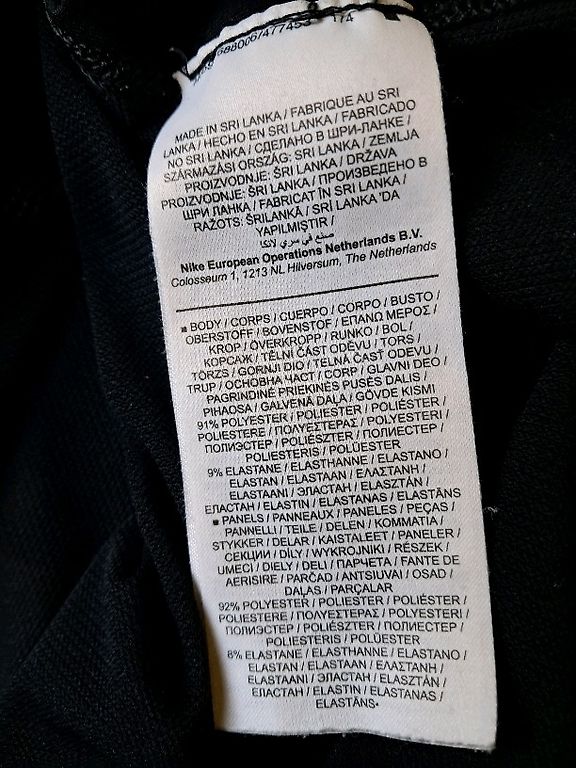 MADE IN SRI LANKA / FABRIQUE AU SRI
LANKA / HECHO EN SRI LANKA / FABRICADO
NO SRI LANKA / СДЕЛАНО В ШРИ-ЛАНКЕ /
SZÁRMAZÁSI ORSZÁG: SRI LANKA / ZEMLJA
PROIZVODNJE: ŠRI LANKA / DRŽAVA
PROIZVODNJE: ŠRI LANKA / ПРОИЗВЕДЕНО В
ШРИ ЛАНКА / FABRICAT ÎN SRI LANKA /
RAŽOTS: ŠRILANKĀ / SRİ LANKA 'DA
YAPILMIŞTIR /
صنع في سري لانكا
Nike European Operations Netherlands B.V.
Colosseum 1, 1213 NL Hilversum, The Netherlands
▪ BODY / CORPS / CUERPO / CORPO / BUSTO /
OBERSTOFF / BOVENSTOF / ΕΠΑΝΩ ΜΕΡΟΣ /
KROP / ÖVERKROPP / RUNKO / BOL /
КОРСАЖ / TĚLNÍ ČÁST ODĚVU / TORS /
TÖRZS / GORNJI DIO / TELNÁ ČASŤ ODEVU /
TRUP / ОСНОВНА ЧАСТ / CORP / GLAVNI DEO /
PAGRINDINĖ PRIEKINĖS PUSĖS DALIS /
PIHAOSA / GALVENĀ DAĻA / GÖVDE KISMI
91% POLYESTER / POLYESTER / POLIÉSTER /
POLIESTERE / ΠΟΛΥΕΣΤΕΡΑΣ / POLYESTERI /
ПОЛИЭСТЕР / POLIÉSZTER / ПОЛИЕСТЕР /
POLIESTERIS / POLÜESTER
9% ELASTANE / ELASTHANNE / ELASTANO /
ELASTAN / ELASTAAN / ΕΛΑΣΤΑΝΗ /
ELASTAANI / ЭЛАСТАН / ELASZTÁN /
ЕЛАСТАН / ELASTIN / ELASTANAS / ELASTĀNS
▪ PANELS / PANNEAUX / PANELES / PEÇAS /
PANNELLI / TEILE / DELEN / ΚΟΜΜΑΤΙΑ /
STYKKER / DELAR / KAISTALEET / PANELER /
СЕКЦИИ / DÍLY / WYKROJNIKI / RÉSZEK /
UMECI / DIELY / DELI / ПАРЧЕТА / FANTE DE
AERISIRE / PARČAD / ANTSIUVAI / OSAD /
DAĻAS / PARÇALAR
92% POLYESTER / POLIESTER / POLIÉSTER /
POLIESTERE / ΠΟΛΥΕΣΤΕΡΑΣ / POLYESTERI /
ПОЛИЭСТЕР / POLIÉSZTER / ПОЛИЕСТЕР /
POLIESTERIS / POLÜESTER
8% ELASTANE / ELASTHANNE / ELASTANO /
ELASTAN / ELASTAAN / ΕΛΑΣΤΑΝΗ /
ELASTAANI / ЭЛАСТАН / ELASZTÁN /
ЕЛАСТАН / ELASTIN / ELASTANAS /
ELASTĀNS▪